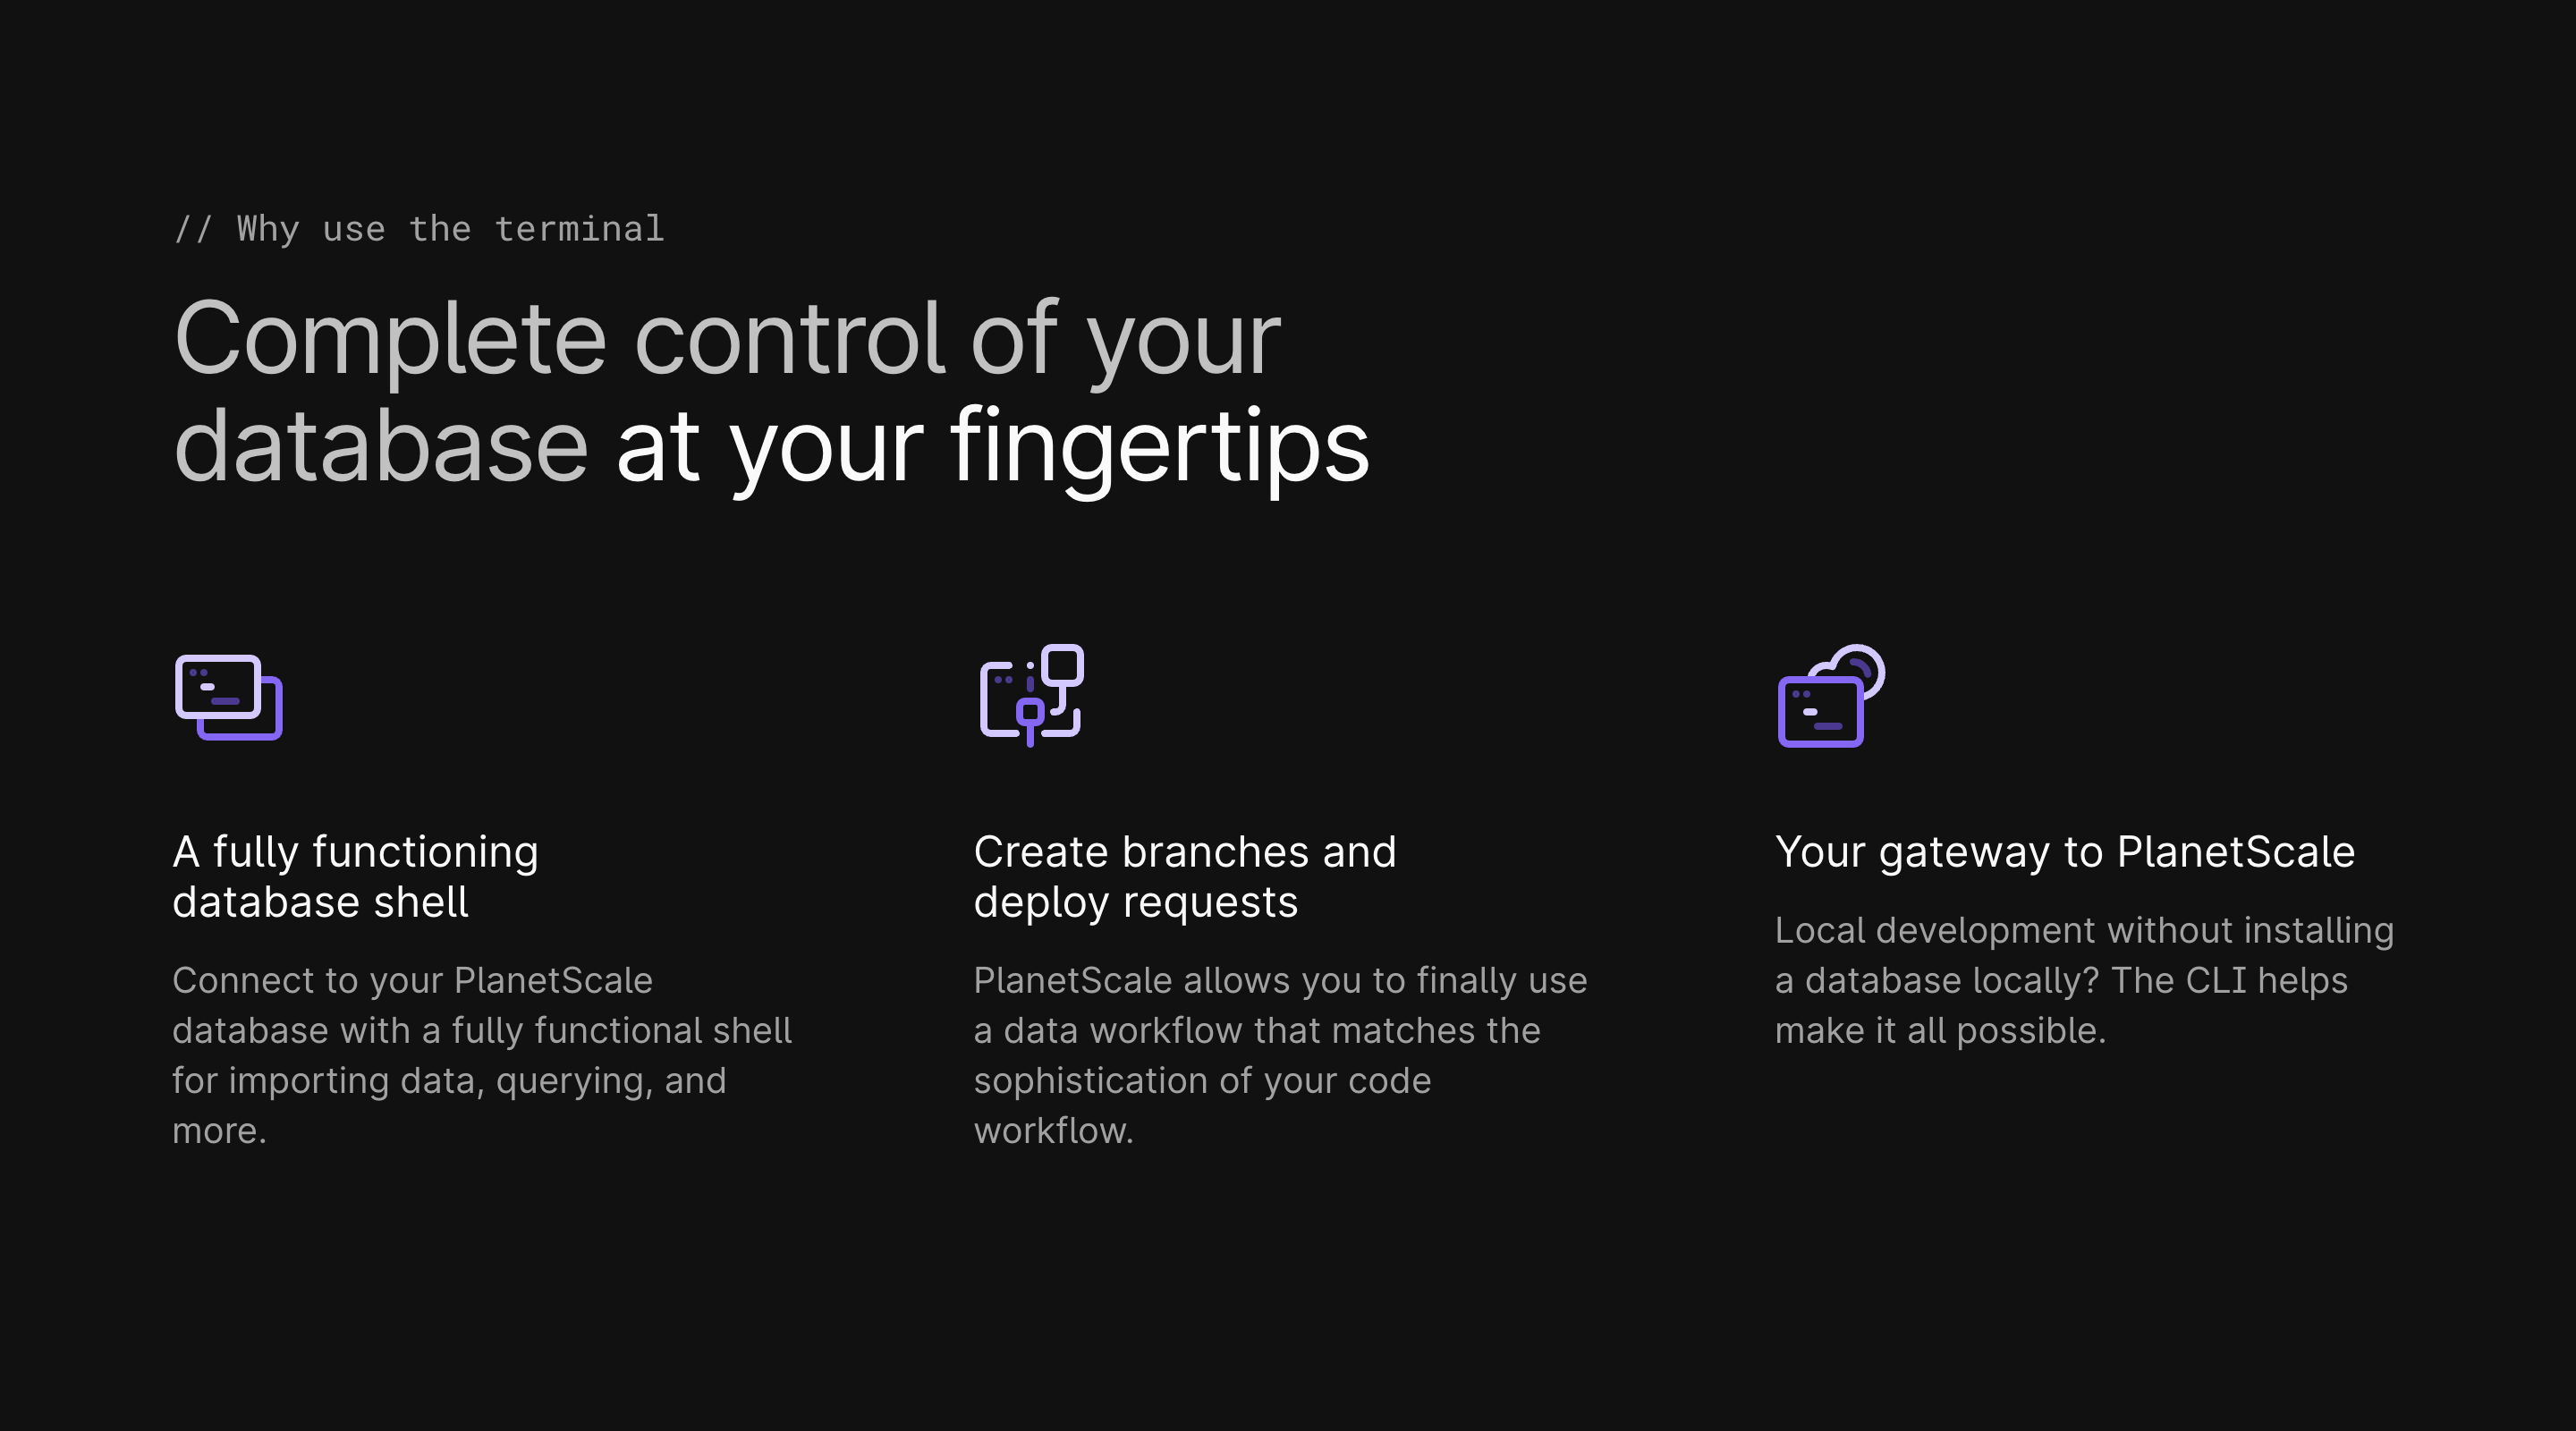 // Why use the terminal
Complete control of your
database at your fingertips
A fully functioning
database shell
Connect to your PlanetScale
database with a fully functional shell
for importing data, querying, and
more.
Create branches and
deploy requests
PlanetScale allows you to finally use
a data workflow that matches the
sophistication of your code
workflow.
Your gateway to PlanetScale
Local development without installing
a database locally? The CLI helps
make it all possible.